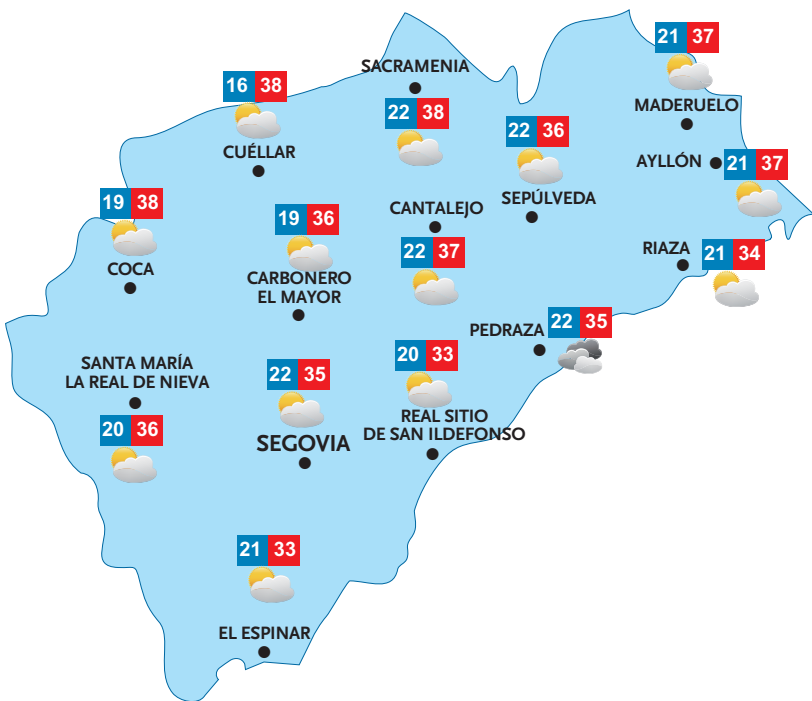 21 37
MADERUELO
SACRAMENIA
22 38
16 38
CUÉLLAR
22 36
SEPÚLVEDA
AYLLÓN
21 37
19 38
COCA
19 36
CARBONERO
EL MAYOR
CANTALEJO
22 37
RIAZA
21 34
PEDRAZA
22 35
SANTA MARÍA
LA REAL DE NIEVA
20 36
22 35
SEGOVIA
20 33
REAL SITIO
DE SAN ILDEFONSO
21 33
EL ESPINAR